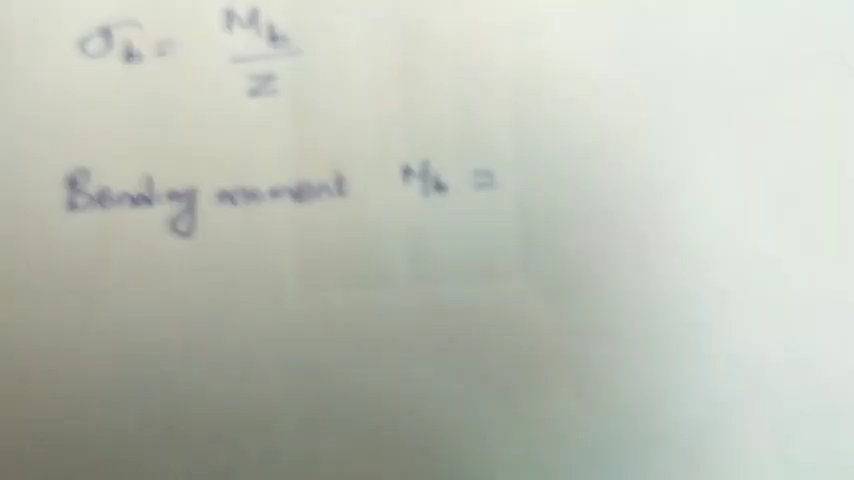 σb = Mb / Z
Bending moment Mb =